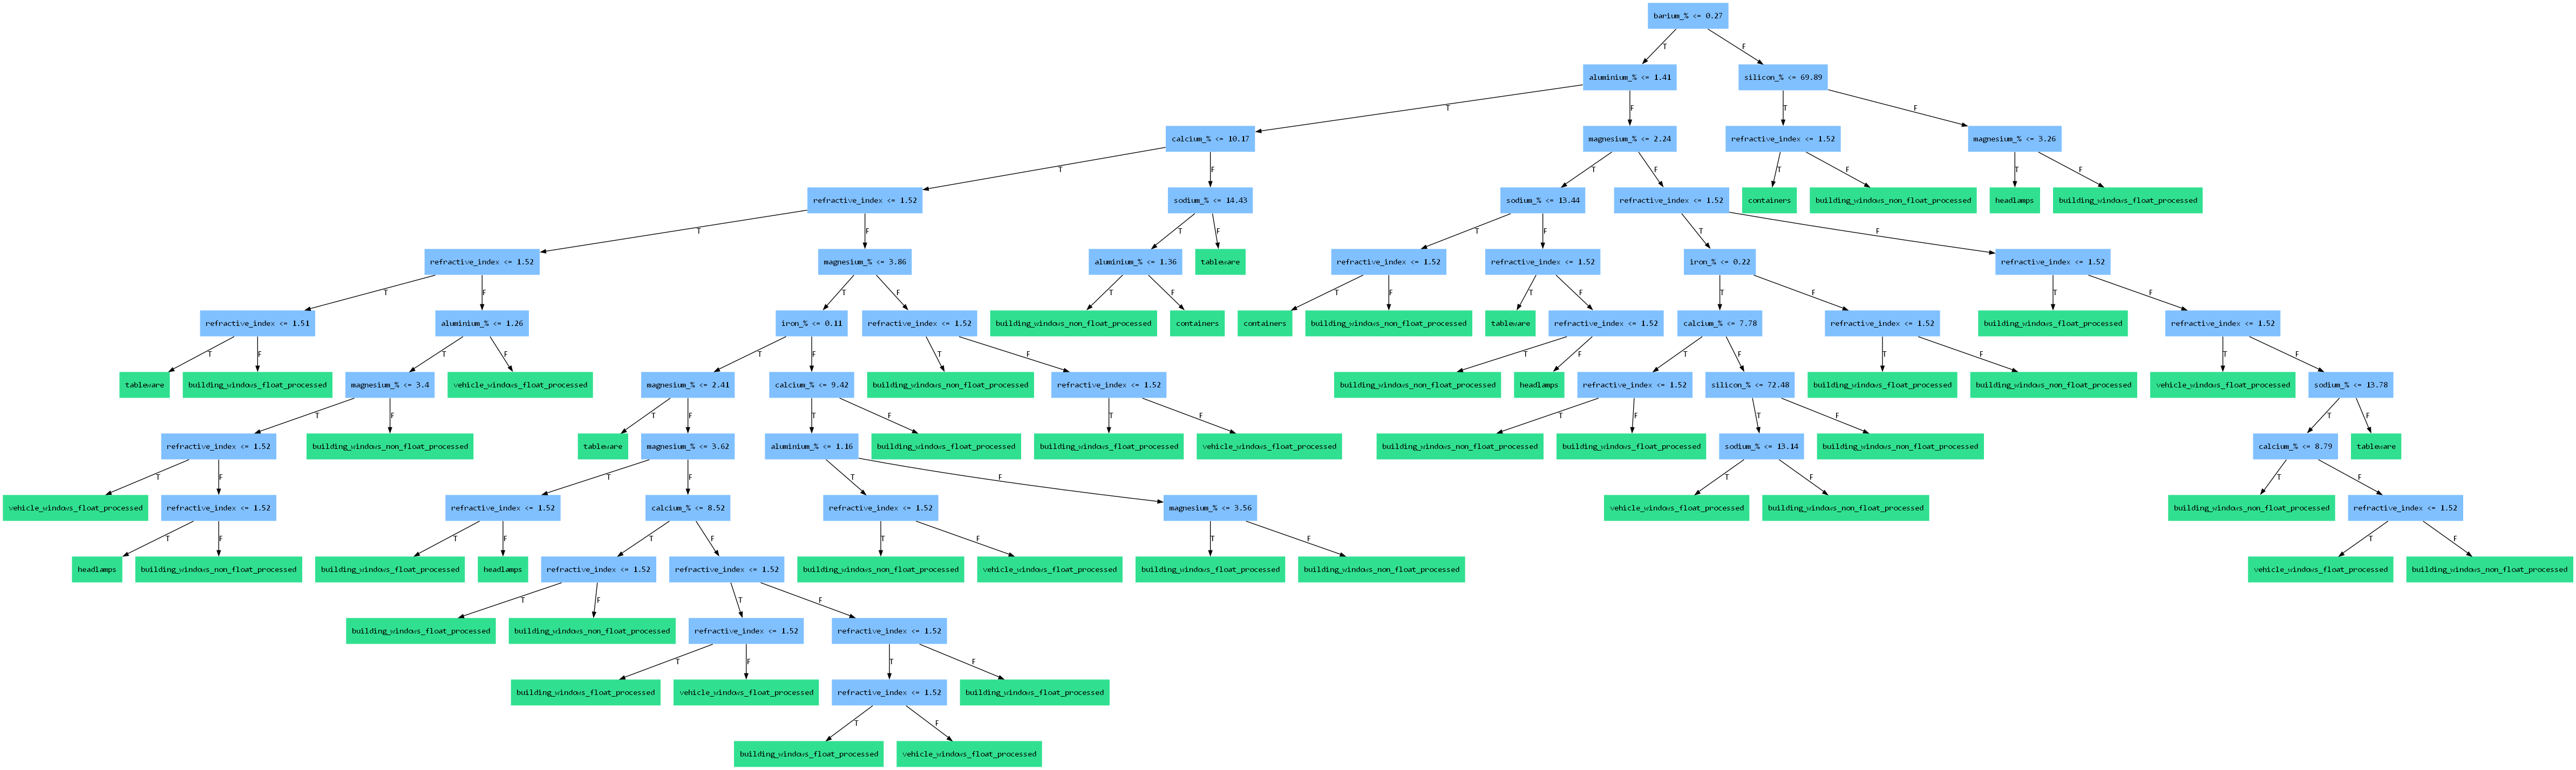 barium_% <= 0.27
T
F
aluminium_% <= 1.41
silicon_% <= 69.89
T
F
T
F
calcium_% <= 10.17
magnesium_% <= 2.24
refractive_index <= 1.52
magnesium_% <= 3.26
T
F
T
F
T
F
T
F
refractive_index <= 1.52
sodium_% <= 14.43
sodium_% <= 13.44
refractive_index <= 1.52
containers
building_windows_non_float_processed
headlamps
building_windows_float_processed
T
F
T
F
T
F
T
F
refractive_index <= 1.52
magnesium_% <= 3.86
aluminium_% <= 1.36
tableware
refractive_index <= 1.52
refractive_index <= 1.52
iron_% <= 0.22
refractive_index <= 1.52
T
F
T
F
T
F
T
F
T
F
T
F
T
F
refractive_index <= 1.51
aluminium_% <= 1.26
iron_% <= 0.11
refractive_index <= 1.52
building_windows_non_float_processed
containers
containers
building_windows_non_float_processed
tableware
refractive_index <= 1.52
calcium_% <= 7.78
refractive_index <= 1.52
building_windows_float_processed
refractive_index <= 1.52
T
F
T
F
T
F
T
F
T
F
T
F
T
F
T
F
tableware
building_windows_float_processed
magnesium_% <= 3.4
vehicle_windows_float_processed
magnesium_% <= 2.41
calcium_% <= 9.42
building_windows_non_float_processed
refractive_index <= 1.52
building_windows_non_float_processed
headlamps
refractive_index <= 1.52
silicon_% <= 72.48
building_windows_float_processed
building_windows_non_float_processed
vehicle_windows_float_processed
sodium_% <= 13.78
T
F
T
F
T
F
T
F
T
F
T
F
T
F
refractive_index <= 1.52
building_windows_non_float_processed
tableware
magnesium_% <= 3.62
aluminium_% <= 1.16
building_windows_float_processed
building_windows_float_processed
vehicle_windows_float_processed
building_windows_non_float_processed
building_windows_float_processed
sodium_% <= 13.14
building_windows_non_float_processed
calcium_% <= 8.79
tableware
T
F
T
F
T
F
T
F
T
F
vehicle_windows_float_processed
refractive_index <= 1.52
refractive_index <= 1.52
calcium_% <= 8.52
refractive_index <= 1.52
magnesium_% <= 3.56
vehicle_windows_float_processed
building_windows_non_float_processed
building_windows_non_float_processed
refractive_index <= 1.52
T
F
T
F
T
F
T
F
T
F
T
F
headlamps
building_windows_non_float_processed
building_windows_float_processed
headlamps
refractive_index <= 1.52
refractive_index <= 1.52
building_windows_non_float_processed
vehicle_windows_float_processed
building_windows_float_processed
building_windows_non_float_processed
vehicle_windows_float_processed
building_windows_non_float_processed
T
F
T
F
building_windows_float_processed
building_windows_non_float_processed
refractive_index <= 1.52
refractive_index <= 1.52
T
F
T
F
building_windows_float_processed
vehicle_windows_float_processed
refractive_index <= 1.52
building_windows_float_processed
T
F
building_windows_float_processed
vehicle_windows_float_processed